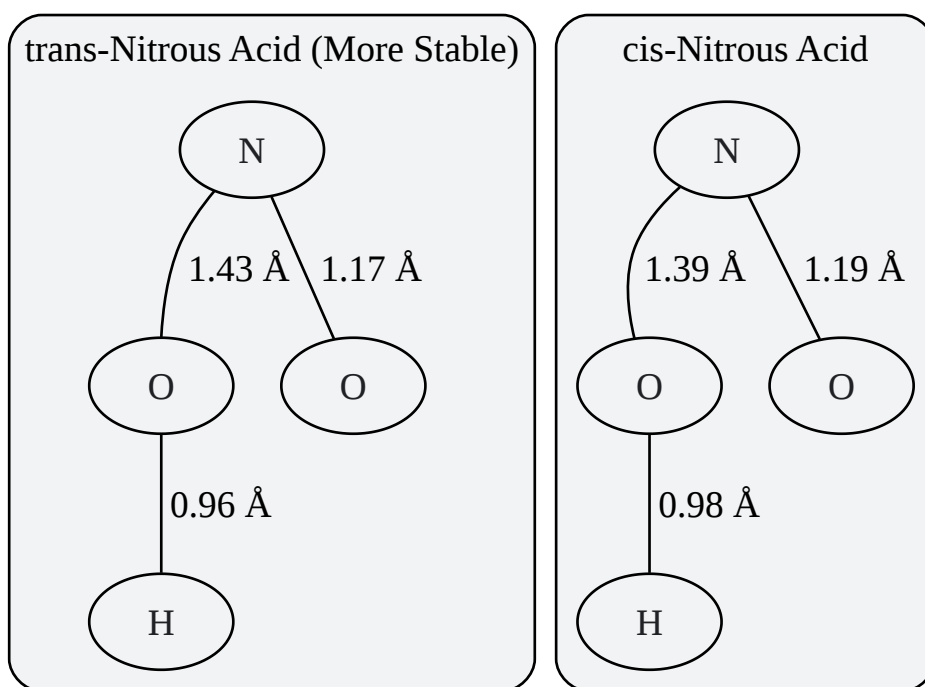 trans-Nitrous Acid (More Stable)
N
1.43 Å
1.17 Å
O
O
0.96 Å
H
cis-Nitrous Acid
N
1.39 Å
1.19 Å
O
O
0.98 Å
H